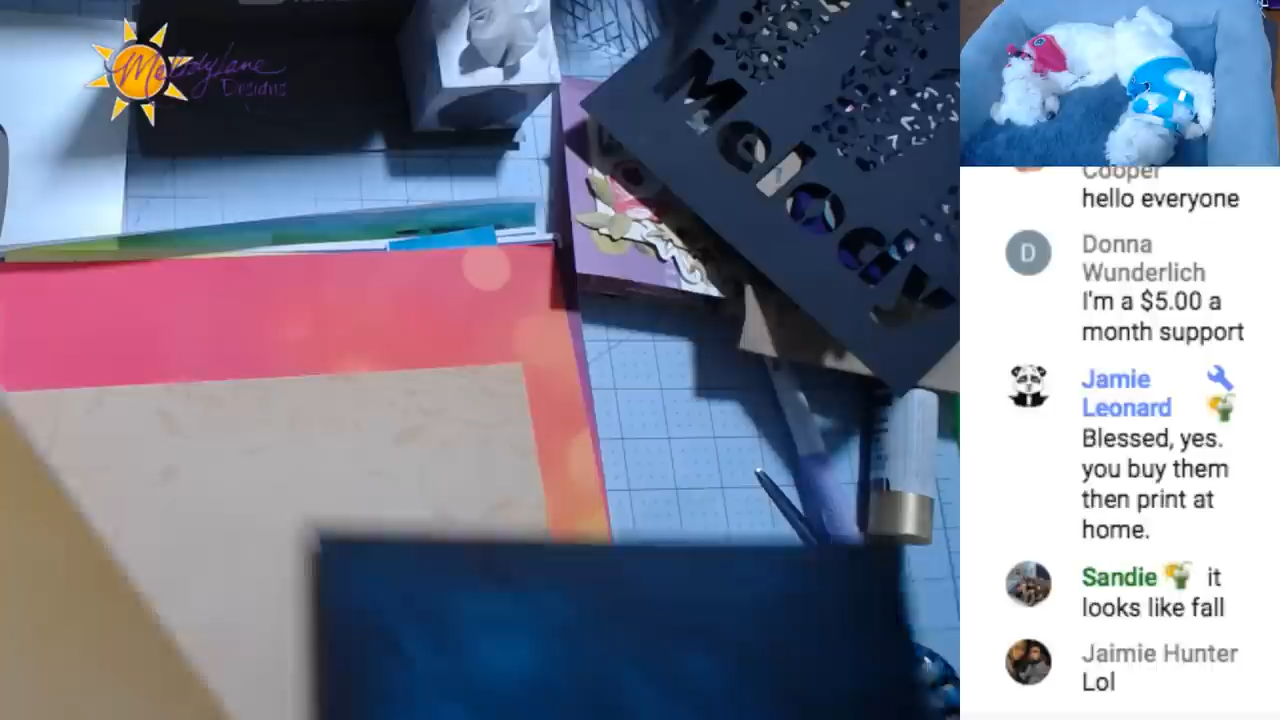 MelodyLane
Designs
Melody
Cooper
hello everyone
D
Donna
Wunderlich
I'm a $5.00 a
month support
Jamie
Leonard
Blessed, yes.
you buy them
then print at
home.
Sandie it
looks like fall
Jaimie Hunter
Lol